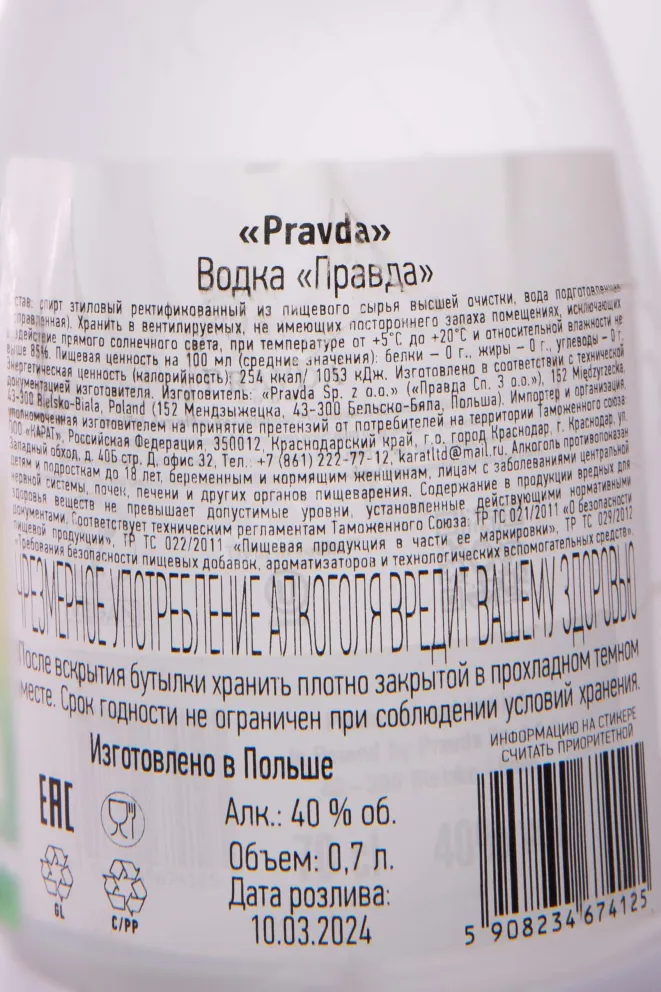 «Pravda»
Водка «Правда»
спирт этиловый ректификованный из пищевого сырья высшей очистки, вода подготовленная
(исправленная). Хранить в вентилируемых, не имеющих постороннего запаха помещениях, исключающих
воздействие прямого солнечного света, при температуре от +5°С до +20°С и относительной влажности не
выше 85%. Пищевая ценность на 100 мл (средние значения): белки – 0 г., жиры – 0 г., углеводы – 0 г.
Энергетическая ценность (калорийность): 254 ккал/ 1053 кДж. Изготовлено в соответствии с технической
документацией изготовителя. Изготовитель: «Pravda Sp. z o.o.» («Правда Сп. З о.о.»), 152 Międzyrzecka,
43-300 Bielsko-Biala, Poland (152 Мендзыжецка, 43-300 Бельско-Бяла, Польша). Импортер и организация,
уполномоченная изготовителем на принятие претензий от потребителей на территории Таможенного союза:
ООО «КАРАТ», Российская Федерация, 350012, Краснодарский край, г.о. город Краснодар, г. Краснодар, ул.
Западный обход, д. 40Б стр. Д, офис 32, Тел.: +7 (861) 222-77-12, karatltd@mail.ru. Алкоголь противопоказан
детям и подросткам до 18 лет, беременным и кормящим женщинам, лицам с заболеваниями центральной
нервной системы, почек, печени и других органов пищеварения. Содержание в продукции вредных для
здоровья веществ не превышает допустимые уровни, установленные действующими нормативными
документами. Соответствует техническим регламентам Таможенного Союза: ТР ТС 021/2011 «О безопасности
пищевой продукции», ТР ТС 022/2011 «Пищевая продукция в части ее маркировки», ТР ТС 029/2012
«Требования безопасности пищевых добавок, ароматизаторов и технологических вспомогательных средств».
ЧРЕЗМЕРНОЕ УПОТРЕБЛЕНИЕ АЛКОГОЛЯ ВРЕДИТ ВАШЕМУ ЗДОРОВЬЮ
После вскрытия бутылки хранить плотно закрытой в прохладном темном
месте. Срок годности не ограничен при соблюдении условий хранения.
ИНФОРМАЦИЮ НА СТИКЕРЕ
СЧИТАТЬ ПРИОРИТЕТНОЙ
Изготовлено в Польше
EAC
Алк.: 40 % об.
Объем: 0,7 л.
Дата розлива:
10.03.2024
GL
C/PP
5 908234 674125